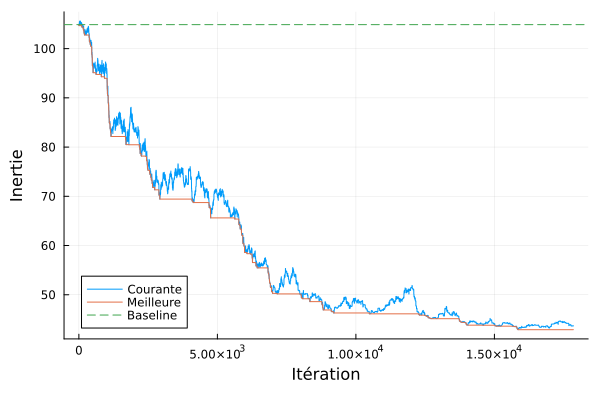 Inertie
100
90
80
70
60
50
Courante
Meilleure
Baseline
0
5.00×10³
1.00×10⁴
1.50×10⁴
Itération